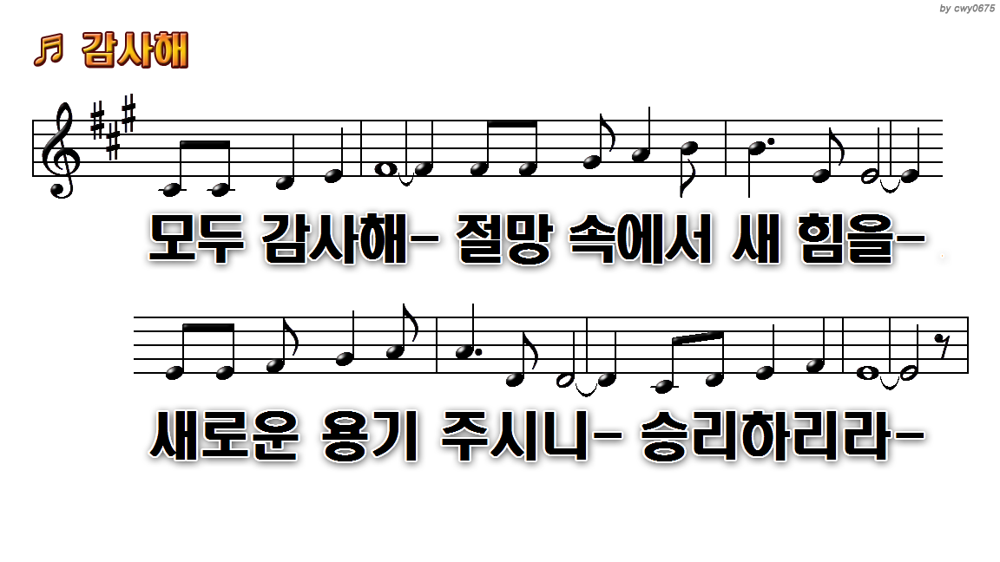 by cwy0675
♬ 감사해
모두 감사해- 절망 속에서 새 힘을-
새로운 용기 주시니- 승리하리라-